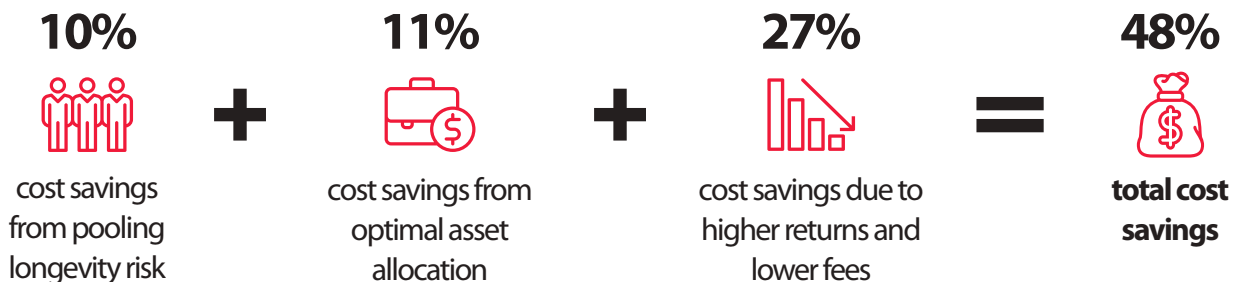 10%
cost savings
from pooling
longevity risk
+
11%
$
cost savings from
optimal asset
allocation
+
27%
cost savings due to
higher returns and
lower fees
=
48%
$
total cost
savings